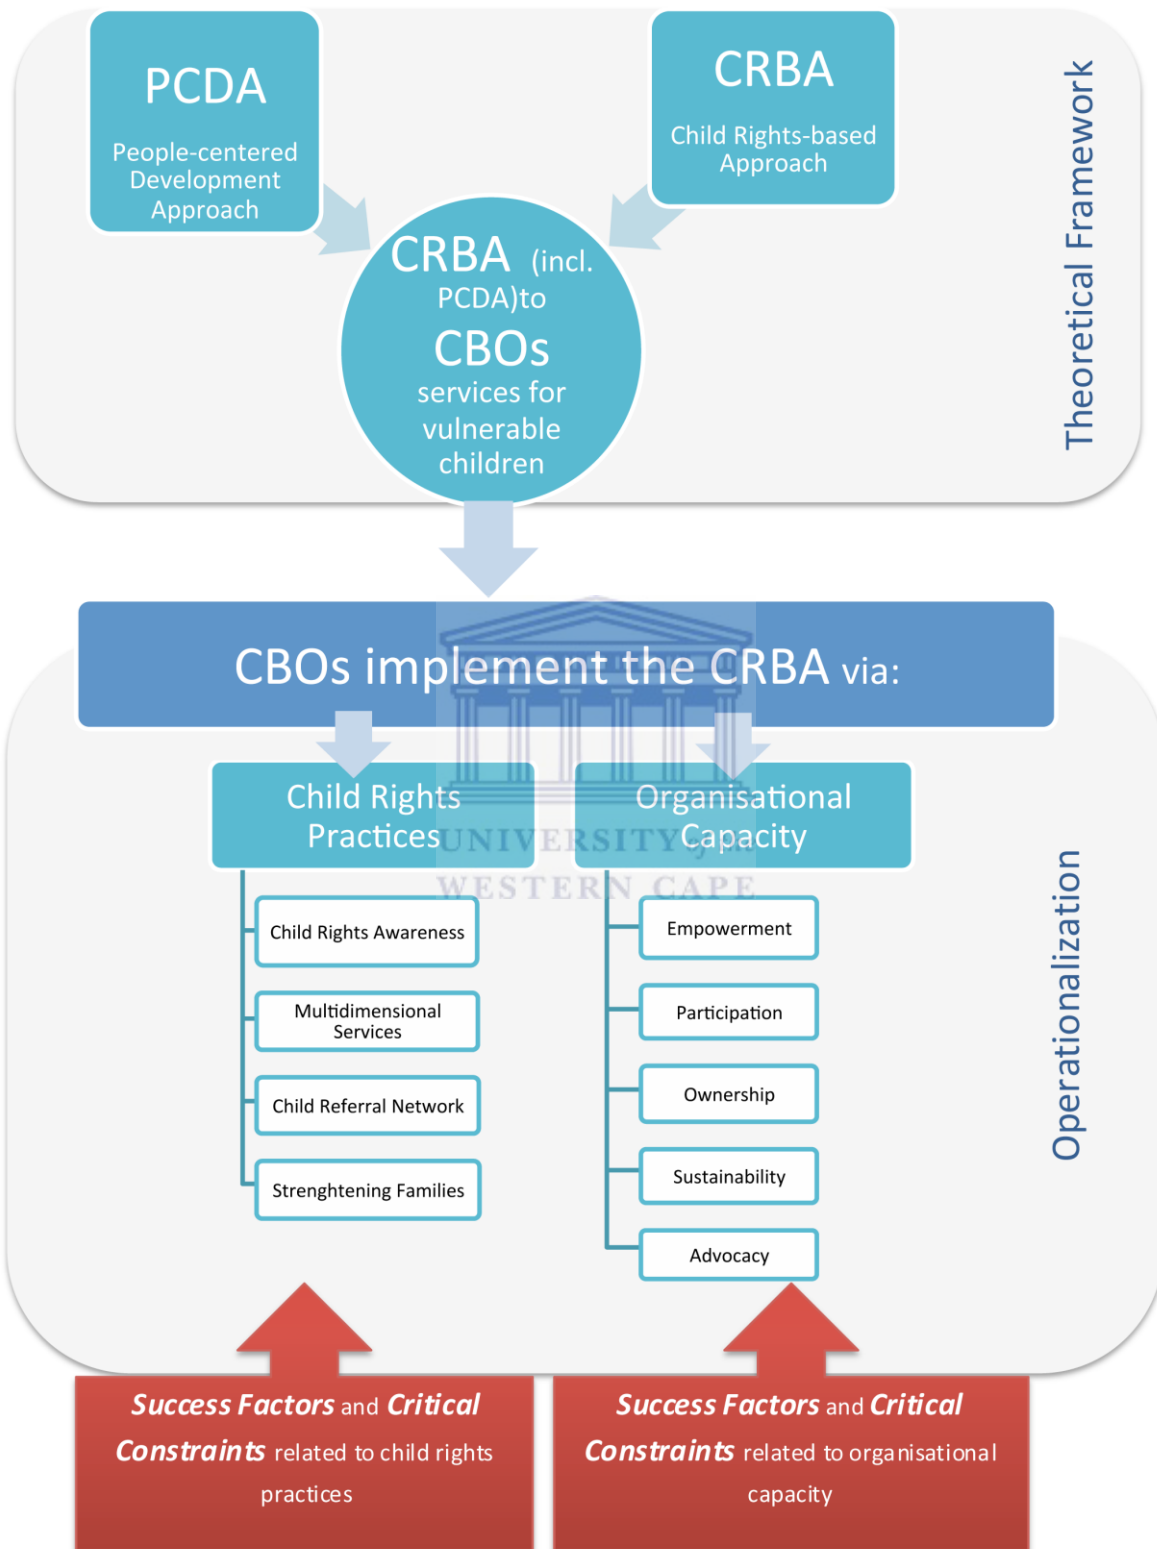 PCDA
People-centered
Development
Approach
CRBA
Child Rights-based
Approach
CRBA (incl.
PCDA)to
CBOs
services for
vulnerable
children
Theoretical Framework
CBOs implement the CRBA via:
Child Rights
Practices
Organisational
Capacity
UNIVERSITY of the
WESTERN CAPE
Child Rights Awareness
Multidimensional
Services
Child Referral Network
Strenghtening Families
Empowerment
Participation
Ownership
Sustainability
Advocacy
Operationalization
Success Factors and Critical
Constraints related to child rights
practices
Success Factors and Critical
Constraints related to organisational
capacity